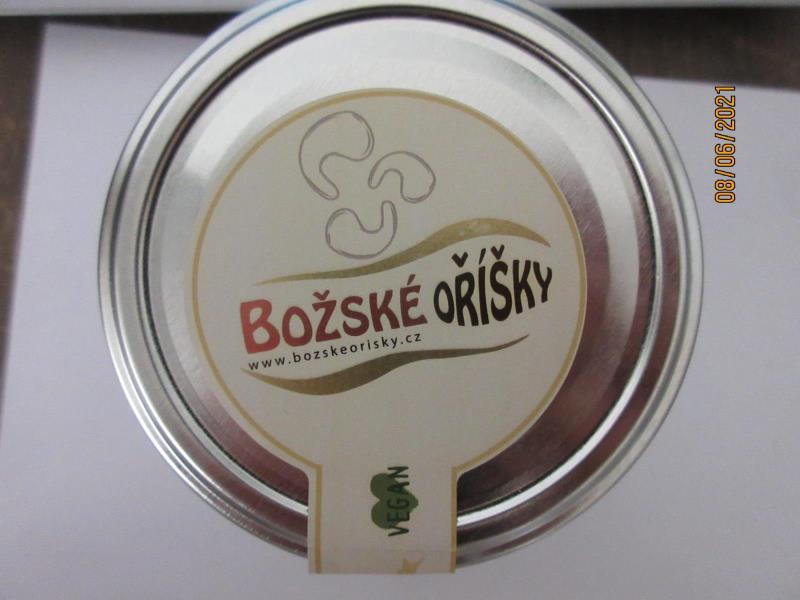 BOŽSKÉ OŘÍŠKY
www.bozskeorisky.cz
VEGAN
08/06/2021